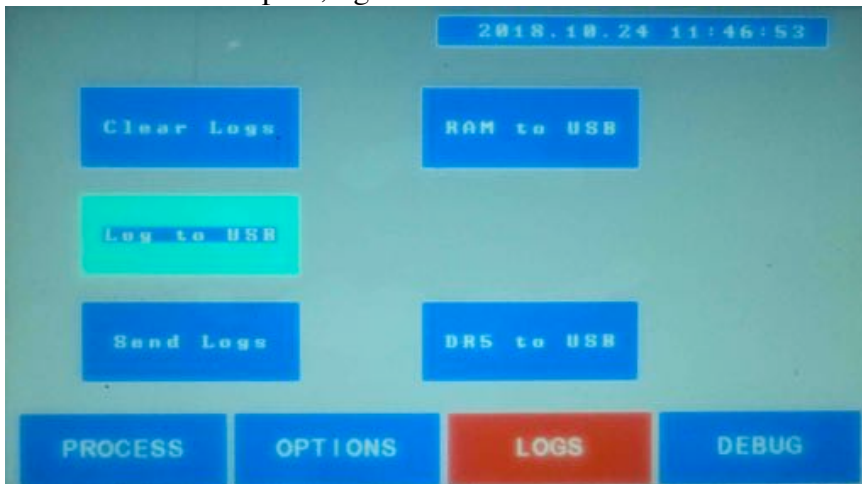 2018.10.24 11:46:53
Clear Logs
RAM to USB
Log to USB
Send Logs
DR5 to USB
PROCESS
OPTIONS
LOGS
DEBUG